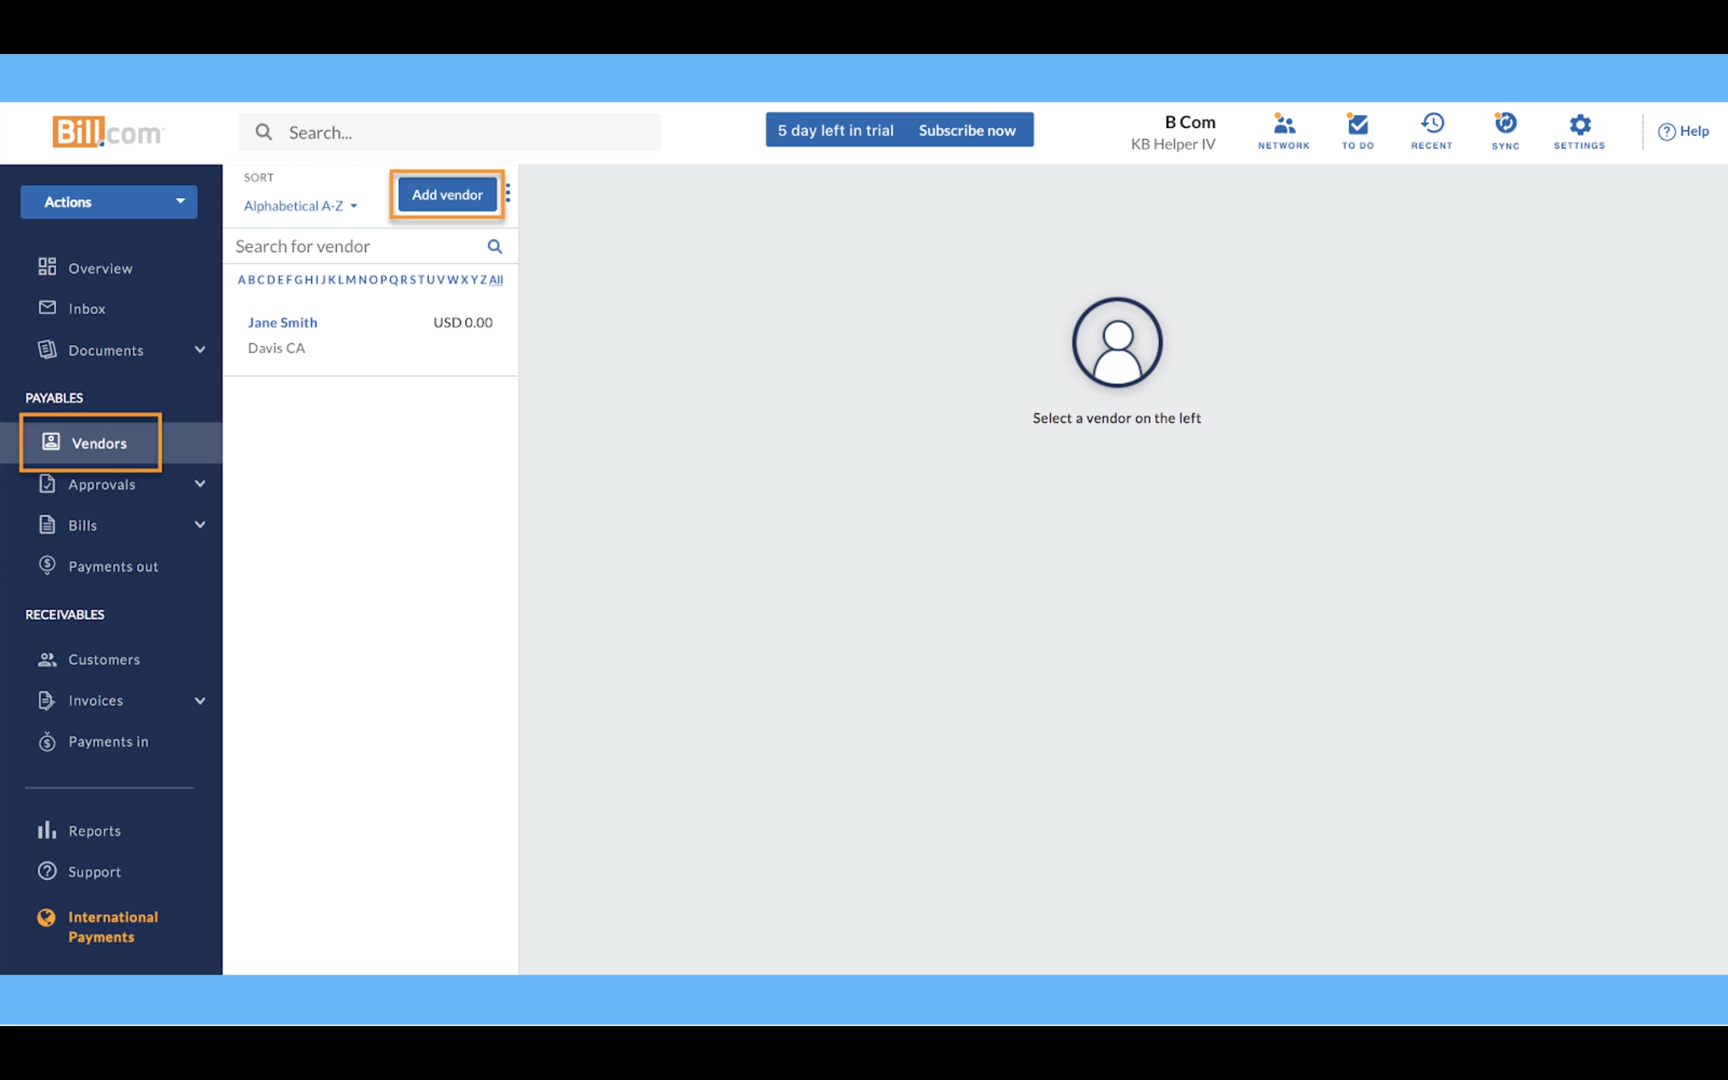 Bill.com
Search...
5 day left in trial Subscribe now
B Com
KB Helper IV
NETWORK
TO DO
RECENT
SYNC
SETTINGS
Help
Actions
Overview
Inbox
Documents
PAYABLES
Vendors
Approvals
Bills
Payments out
RECEIVABLES
Customers
Invoices
Payments in
Reports
Support
International
Payments
SORT
Alphabetical A-Z
Add vendor
Search for vendor
A B C D E F G H I J K L M N O P Q R S T U V W X Y Z All
Jane Smith USD 0.00
Davis CA
Select a vendor on the left